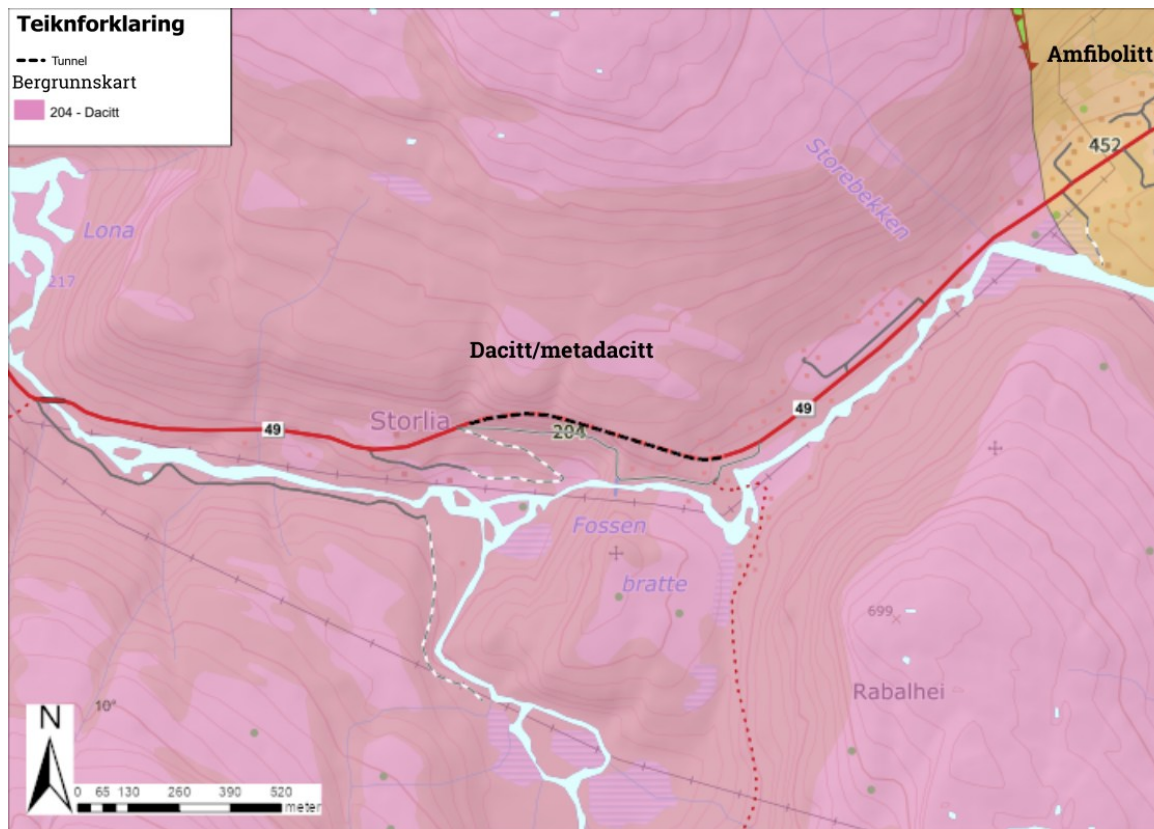 Teiknforklaring
Tunnel
Bergrunnskart
204 - Dacitt
Amfibolitt
452
Storebekken
Lona
217
Dacitt/metadacitt
49
Storlia
49
204
Fossen
bratte
699
Rabalhei
10°
N
0 65 130 260 390 520
meter